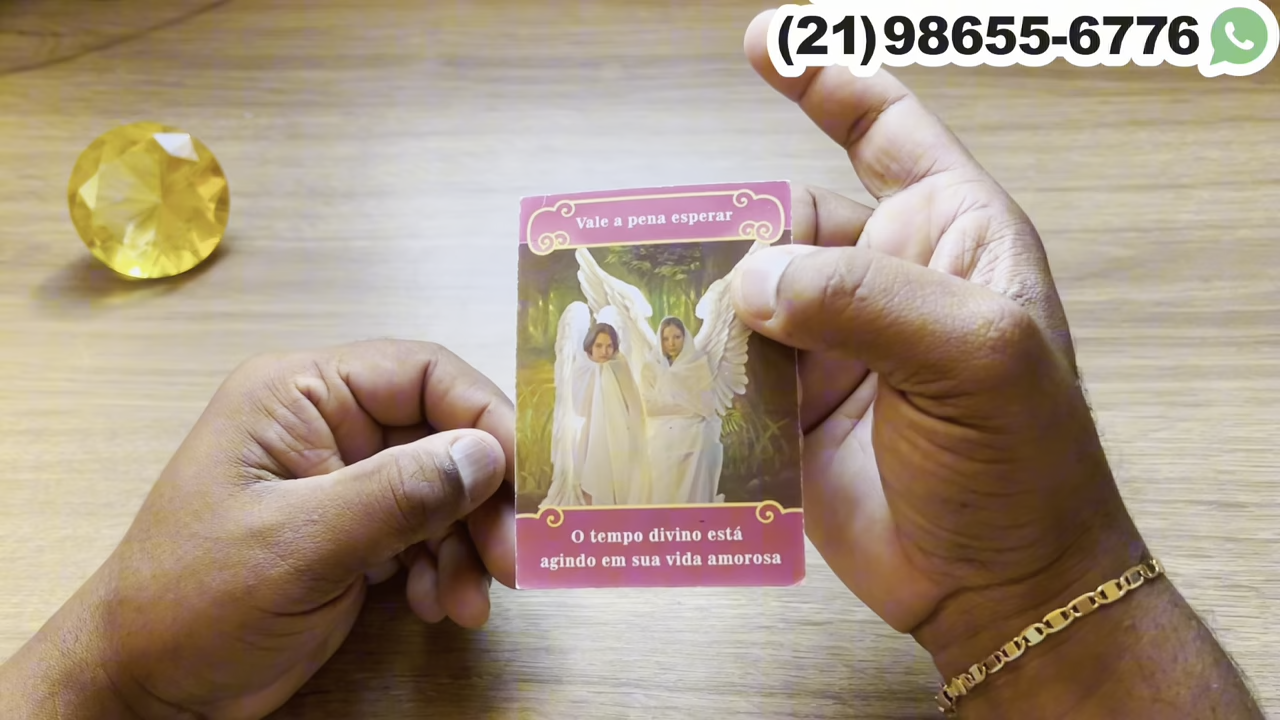 (21)98655-6776
Vale a pena esperar
O tempo divino está
agindo em sua vida amorosa